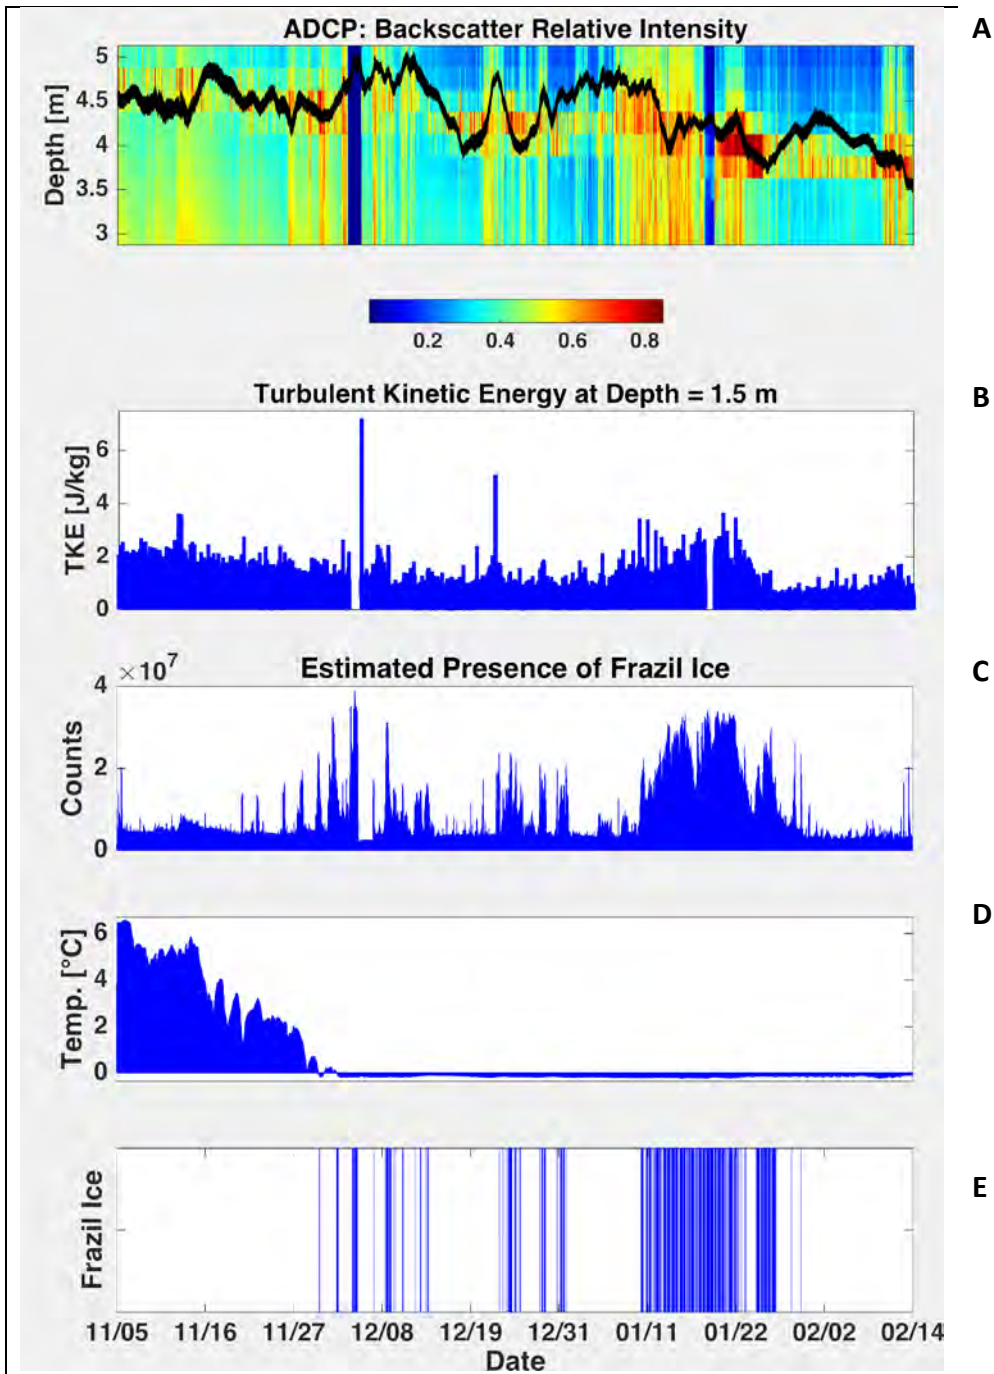 A
ADCP: Backscatter Relative Intensity
Depth [m]
5
4.5
4
3.5
3
0.2 0.4 0.6 0.8
B
Turbulent Kinetic Energy at Depth = 1.5 m
TKE [J/kg]
6
4
2
0
C
×10^7
Estimated Presence of Frazil Ice
Counts
4
2
0
D
Temp. [°C]
6
4
2
0
E
Frazil Ice
11/05 11/16 11/27 12/08 12/19 12/31 01/11 01/22 02/02 02/14
Date